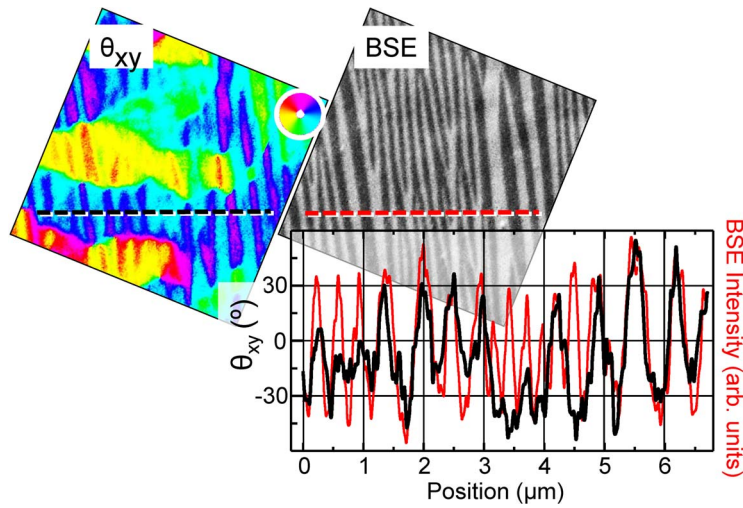 θxy
BSE
30
0
-30
θxy (º)
BSE Intensity (arb. units)
0 1 2 3 4 5 6
Position (µm)